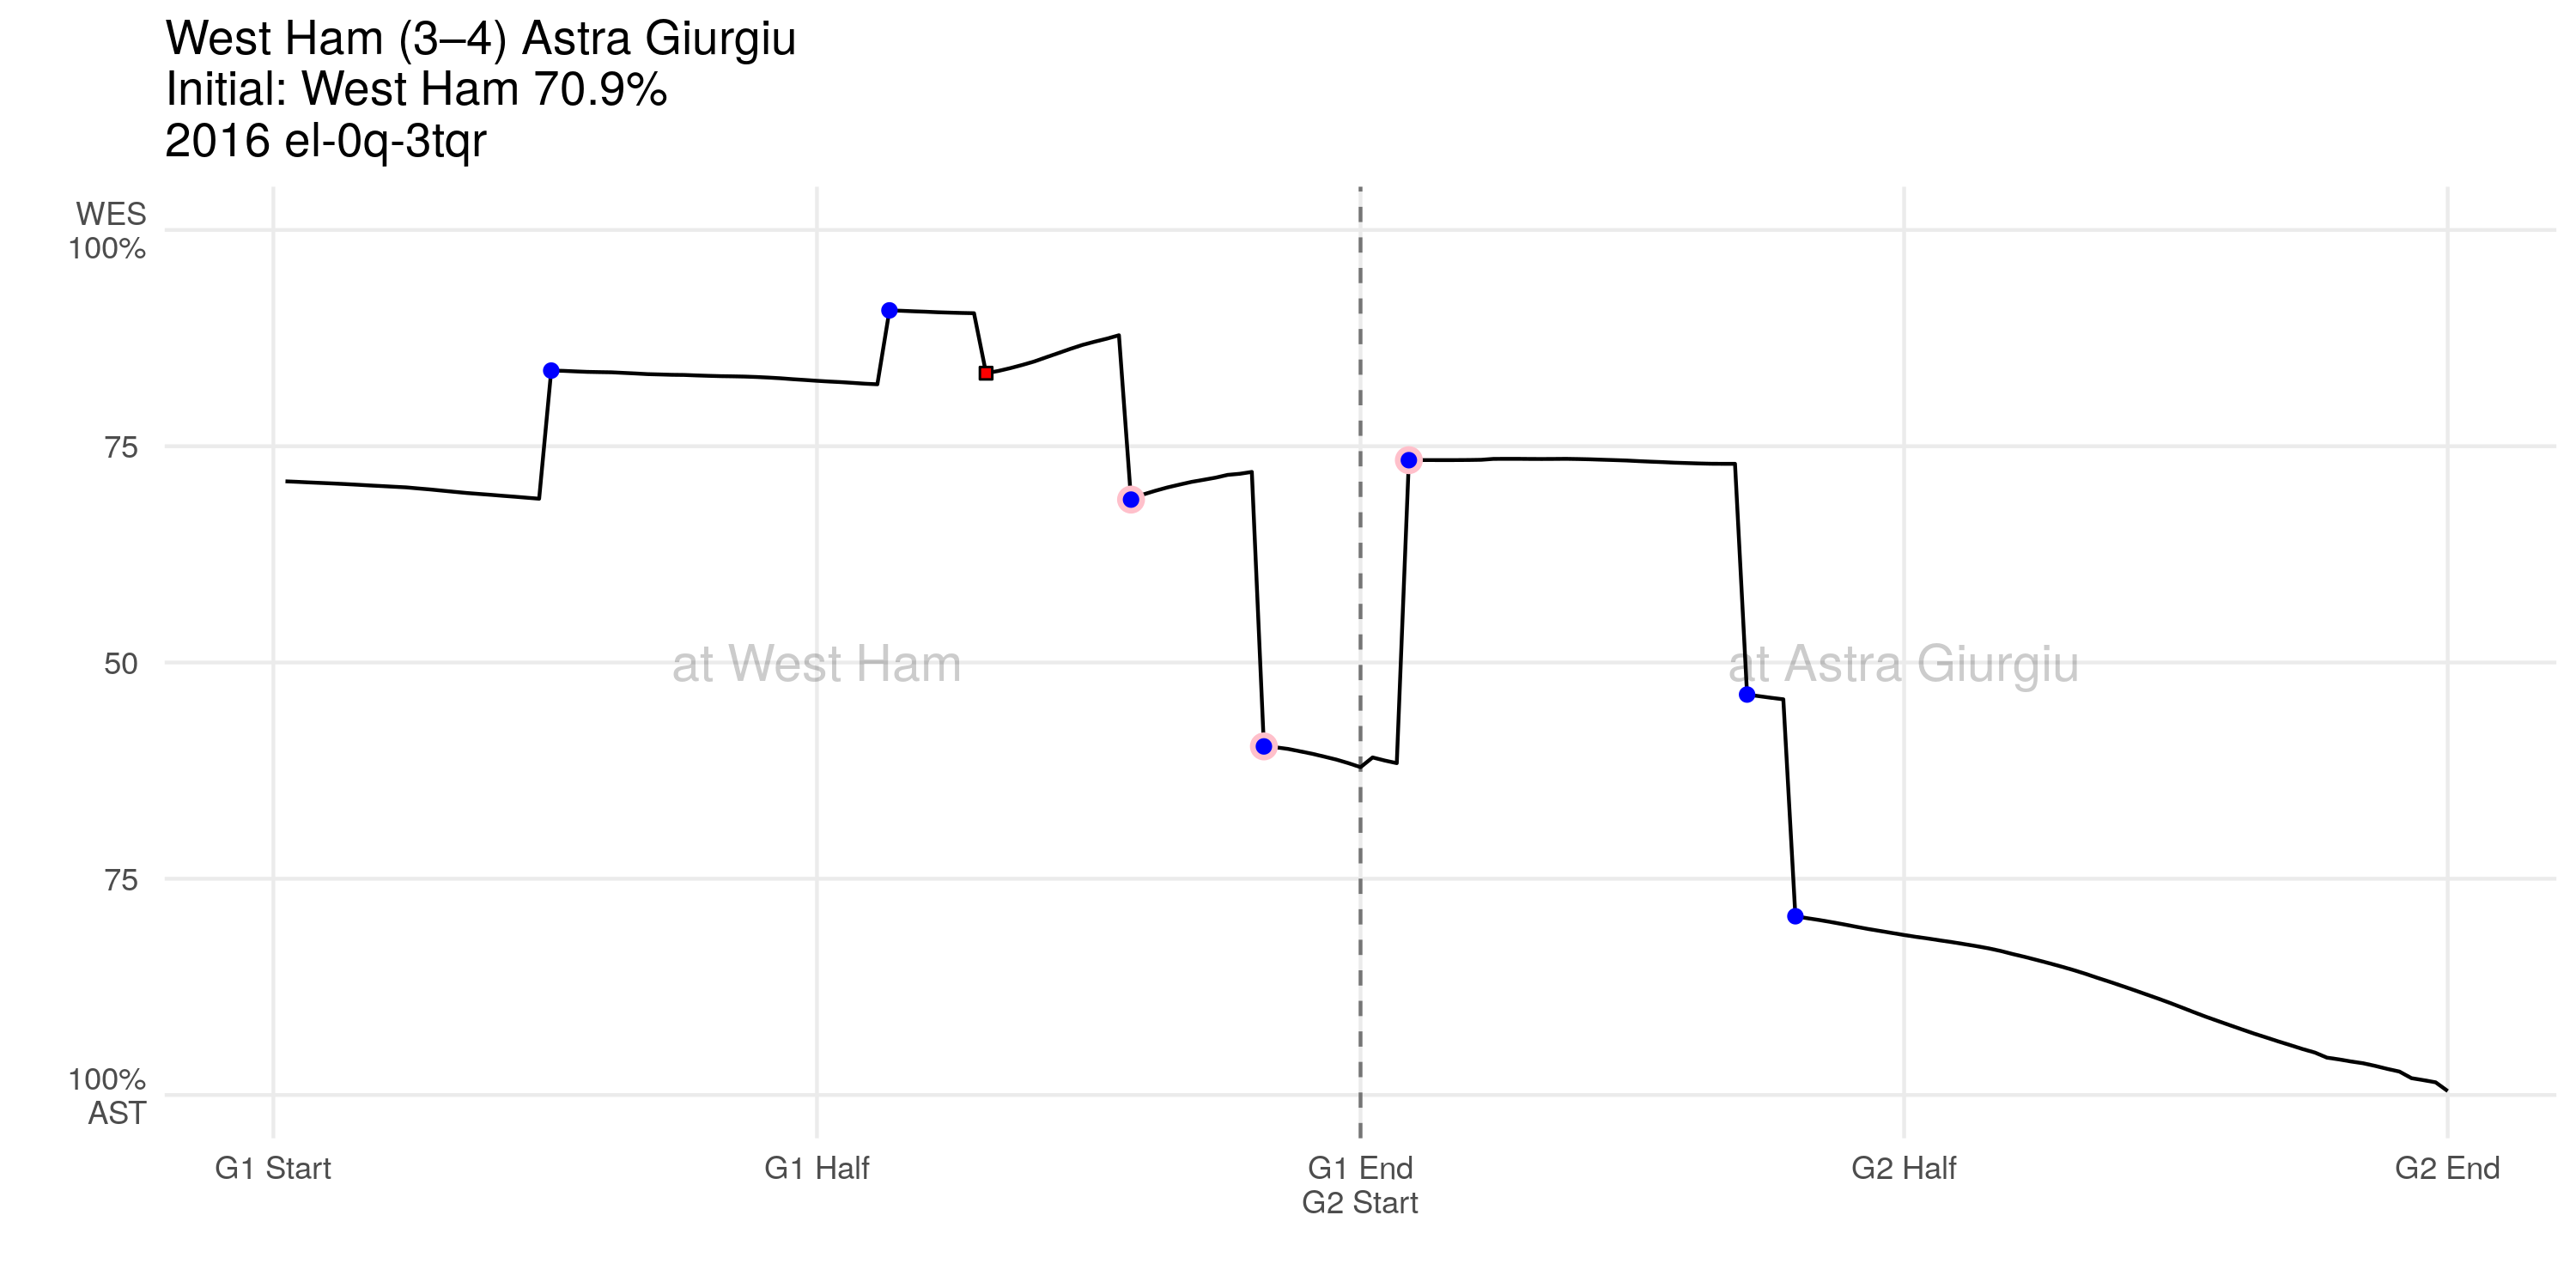 West Ham (3–4) Astra Giurgiu
Initial: West Ham 70.9%
2016 el-0q-3tqr
WES
100%
75
50
75
100%
AST
at West Ham
at Astra Giurgiu
G1 Start
G1 Half
G1 End
G2 Start
G2 Half
G2 End